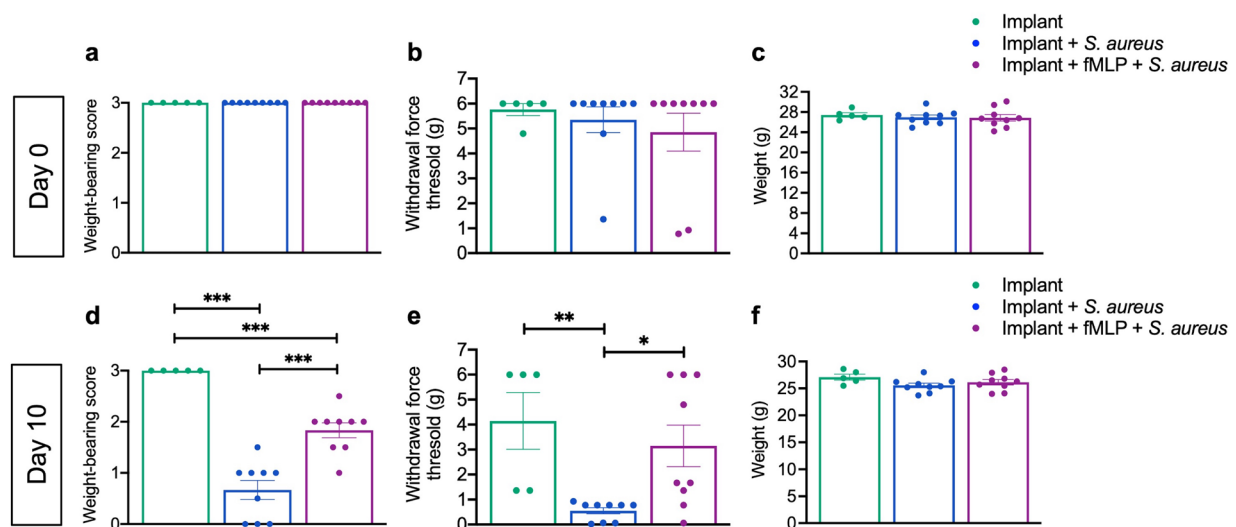 Implant
Implant + S. aureus
Implant + fMLP + S. aureus
Day 0
a
Weight-bearing score
3
2
1
0
b
Withdrawal force
thresold (g)
7
6
5
4
3
2
1
0
c
Weight (g)
32
28
24
20
16
12
8
4
0
Implant
Implant + S. aureus
Implant + fMLP + S. aureus
Day 10
d
***
***
***
Weight-bearing score
3
2
1
0
e
**
*
Withdrawal force
thresold (g)
7
6
5
4
3
2
1
0
f
Weight (g)
30
25
20
15
10
5
0